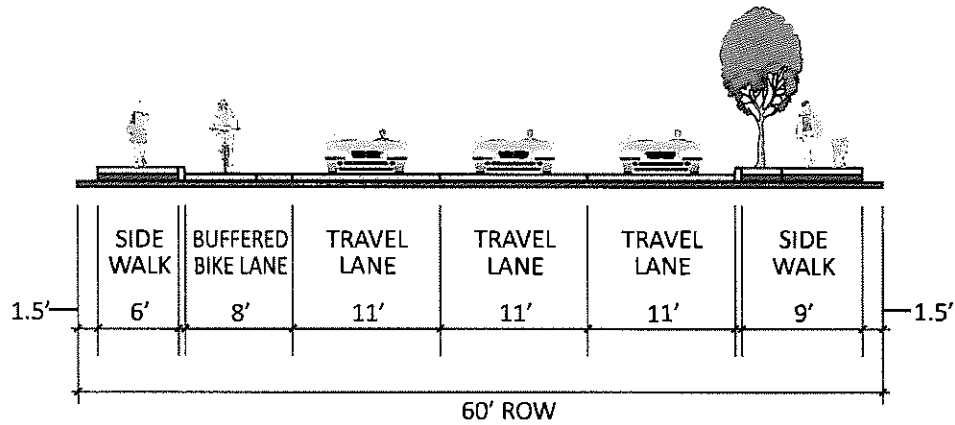 SIDE
WALK
6'
BUFFERED
BIKE LANE
8'
TRAVEL
LANE
11'
TRAVEL
LANE
11'
TRAVEL
LANE
11'
SIDE
WALK
9'
1.5'
1.5'
60' ROW